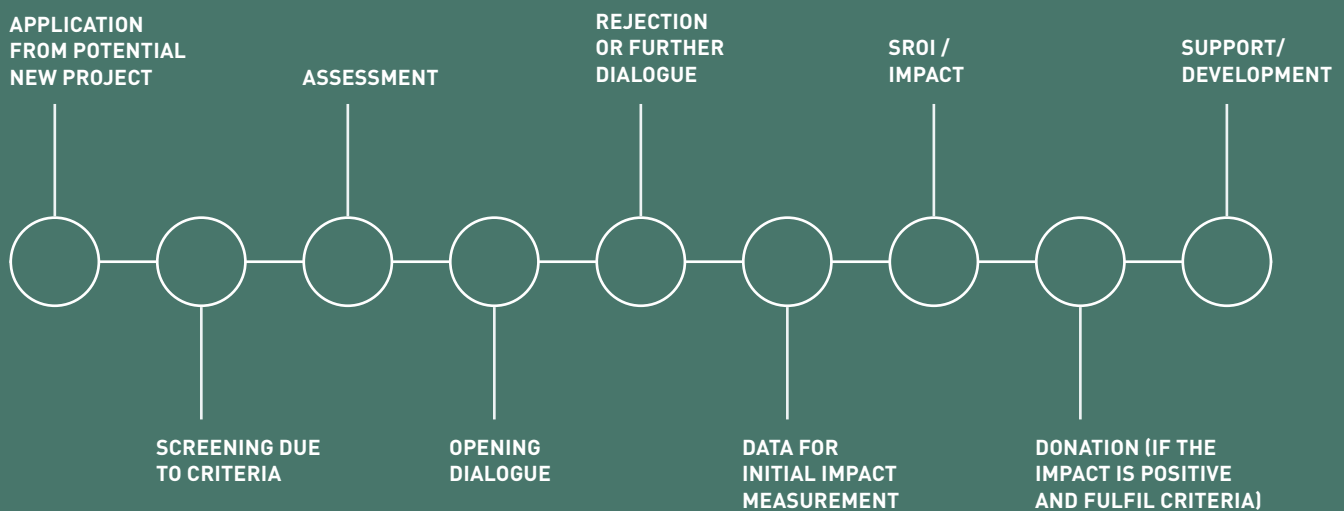 APPLICATION
FROM POTENTIAL
NEW PROJECT
SCREENING DUE
TO CRITERIA
ASSESSMENT
OPENING
DIALOGUE
REJECTION
OR FURTHER
DIALOGUE
DATA FOR
INITIAL IMPACT
MEASUREMENT
SROI /
IMPACT
DONATION (IF THE
IMPACT IS POSITIVE
AND FULFIL CRITERIA)
SUPPORT/
DEVELOPMENT